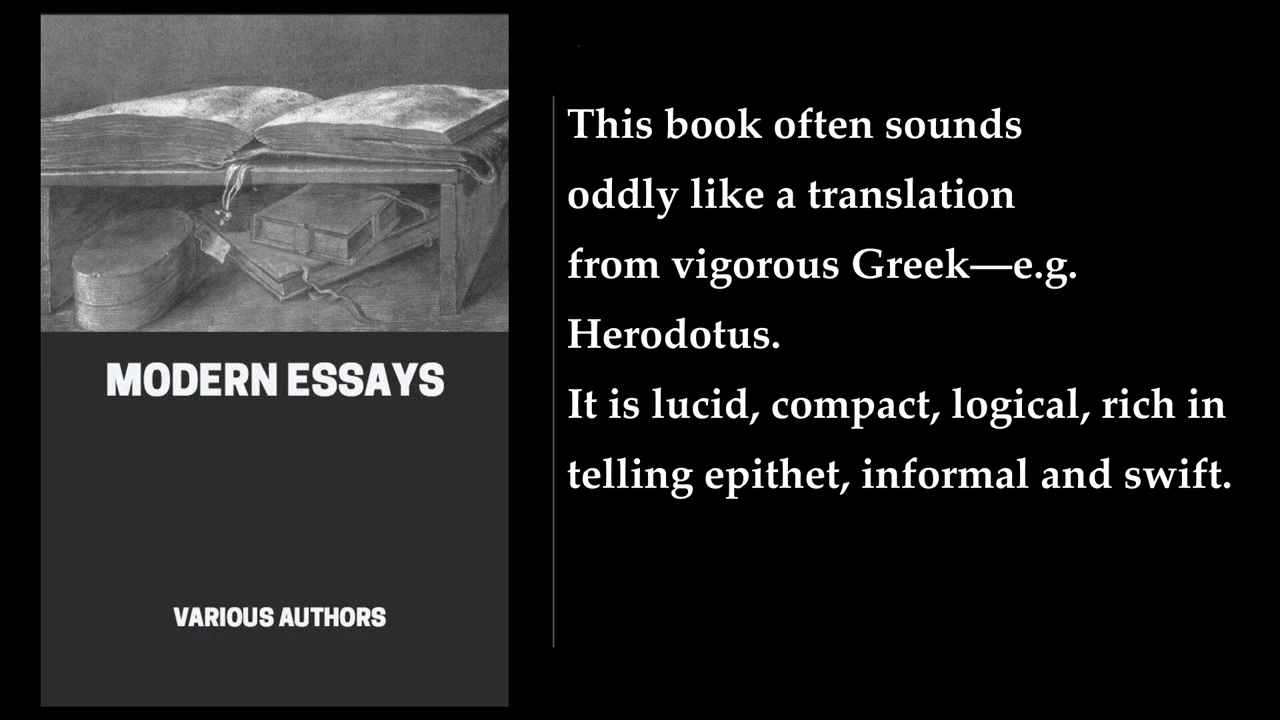 MODERN ESSAYS
VARIOUS AUTHORS
This book often sounds
oddly like a translation
from vigorous Greek—e.g.
Herodotus.
It is lucid, compact, logical, rich in
telling epithet, informal and swift.